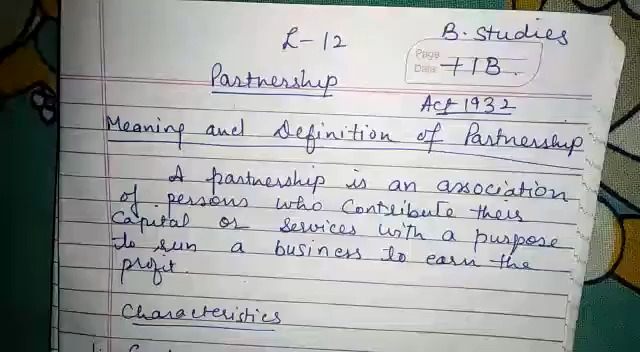 L-12
B. Studies
Page
Date +1B.
Partnership
Act 1932
Meaning and Definition of Partnership
A partnership is an association
of persons who contribute their
capital or services with a purpose
to run a business to earn the
profit.
Characteristics